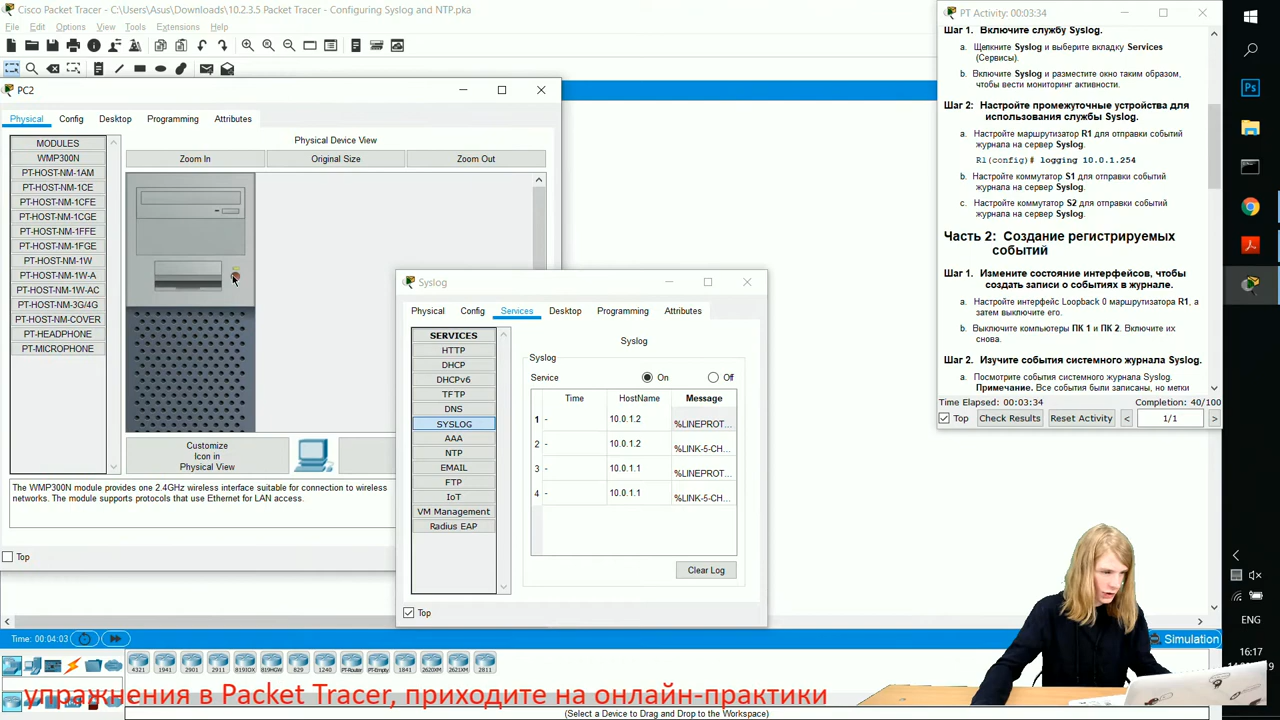 Cisco Packet Tracer - C:\Users\Asus\Downloads\10.2.3.5 Packet Tracer - Configuring Syslog and NTP.pka
File Edit Options View Tools Extensions Help
PC2
Physical Config Desktop Programming Attributes
MODULES
WMP300N
PT-HOST-NM-1AM
PT-HOST-NM-1CE
PT-HOST-NM-1CFE
PT-HOST-NM-1CGE
PT-HOST-NM-1FFE
PT-HOST-NM-1FGE
PT-HOST-NM-1W
PT-HOST-NM-1W-A
PT-HOST-NM-1W-AC
PT-HOST-NM-3G/4G
PT-HOST-NM-COVER
PT-HEADPHONE
PT-MICROPHONE
Physical Device View
Zoom In Original Size Zoom Out
Customize
Icon in
Physical View
The WMP300N module provides one 2.4GHz wireless interface suitable for connection to wireless
networks. The module supports protocols that use Ethernet for LAN access.
Top
Syslog
Physical Config Services Desktop Programming Attributes
SERVICES
HTTP
DHCP
DHCPv6
TFTP
DNS
SYSLOG
AAA
NTP
EMAIL
FTP
IoT
VM Management
Radius EAP
Syslog
Syslog
Service On Off
Time HostName Message
1 - 10.0.1.2 %LINEPROT...
2 - 10.0.1.2 %LINK-5-CH...
3 - 10.0.1.1 %LINEPROT...
4 - 10.0.1.1 %LINK-5-CH...
Clear Log
Top
PT Activity: 00:03:34
Шаг 1. Включите службу Syslog.
a. Щелкните Syslog и выберите вкладку Services
(Сервисы).
b. Включите Syslog и разместите окно таким образом,
чтобы вести мониторинг активности.
Шаг 2: Настройте промежуточные устройства для
использования службы Syslog.
a. Настройте маршрутизатор R1 для отправки событий
журнала на сервер Syslog.
R1(config)# logging 10.0.1.254
b. Настройте коммутатор S1 для отправки событий
журнала на сервер Syslog.
c. Настройте коммутатор S2 для отправки событий
журнала на сервер Syslog.
Часть 2: Создание регистрируемых
событий
Шаг 1. Измените состояние интерфейсов, чтобы
создать записи о событиях в журнале.
a. Настройте интерфейс Loopback 0 маршрутизатора R1, а
затем выключите его.
b. Выключите компьютеры ПК 1 и ПК 2. Включите их
снова.
Шаг 2. Изучите события системного журнала Syslog.
a. Посмотрите события системного журнала Syslog.
Примечание. Все события были записаны, но метки
Time Elapsed: 00:03:34 Completion: 40/100
Top Check Results Reset Activity < 1/1 >
Time: 00:04:03
Simulation
4321 1941 2901 2911 819IOX 819HGW 829 1240 PT-Router PT-Empty 1841 2620XM 2621XM 2811
упражнения в Packet Tracer, приходите на онлайн-практики
(Select a Device to Drag and Drop to the Workspace)
Ps
ENG
16:17